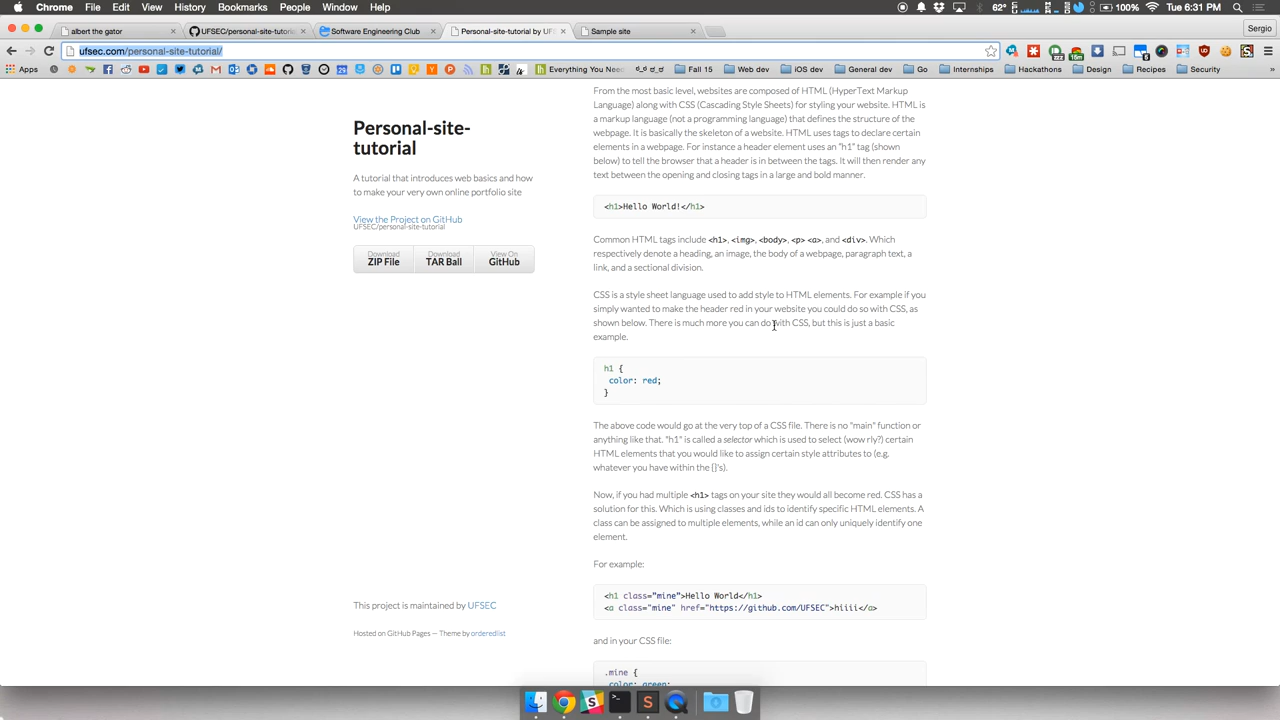 Chrome File Edit View History Bookmarks People Window Help 62° 100% Tue 6:31 PM
albert the gator UFSEC/personal-site-tutoria Software Engineering Club Personal-site-tutorial by UF Sample site Sergio
ufsec.com/personal-site-tutorial/
Apps Everything You Need Fall 15 Web dev iOS dev General dev Go Internships Hackathons Design Recipes Security
Personal-site-
tutorial
A tutorial that introduces web basics and how
to make your very own online portfolio site
View the Project on GitHub
UFSEC/personal-site-tutorial
Download Download View On
ZIP File TAR Ball GitHub
This project is maintained by UFSEC
Hosted on GitHub Pages — Theme by orderedlist
From the most basic level, websites are composed of HTML (HyperText Markup
Language) along with CSS (Cascading Style Sheets) for styling your website. HTML is
a markup language (not a programming language) that defines the structure of the
webpage. It is basically the skeleton of a website. HTML uses tags to declare certain
elements in a webpage. For instance a header element uses an "h1" tag (shown
below) to tell the browser that a header is in between the tags. It will then render any
text between the opening and closing tags in a large and bold manner.
<h1>Hello World!</h1>
Common HTML tags include <h1>, <img>, <body>, <p> <a>, and <div>. Which
respectively denote a heading, an image, the body of a webpage, paragraph text, a
link, and a sectional division.
CSS is a style sheet language used to add style to HTML elements. For example if you
simply wanted to make the header red in your website you could do so with CSS, as
shown below. There is much more you can do with CSS, but this is just a basic
example.
h1 {
color: red;
}
The above code would go at the very top of a CSS file. There is no "main" function or
anything like that. "h1" is called a selector which is used to select (wow rly?) certain
HTML elements that you would like to assign certain style attributes to (e.g.
whatever you have within the {}'s).
Now, if you had multiple <h1> tags on your site they would all become red. CSS has a
solution for this. Which is using classes and ids to identify specific HTML elements. A
class can be assigned to multiple elements, while an id can only uniquely identify one
element.
For example:
<h1 class="mine">Hello World</h1>
<a class="mine" href="https://github.com/UFSEC">hiiii</a>
and in your CSS file:
.mine {
color: green;